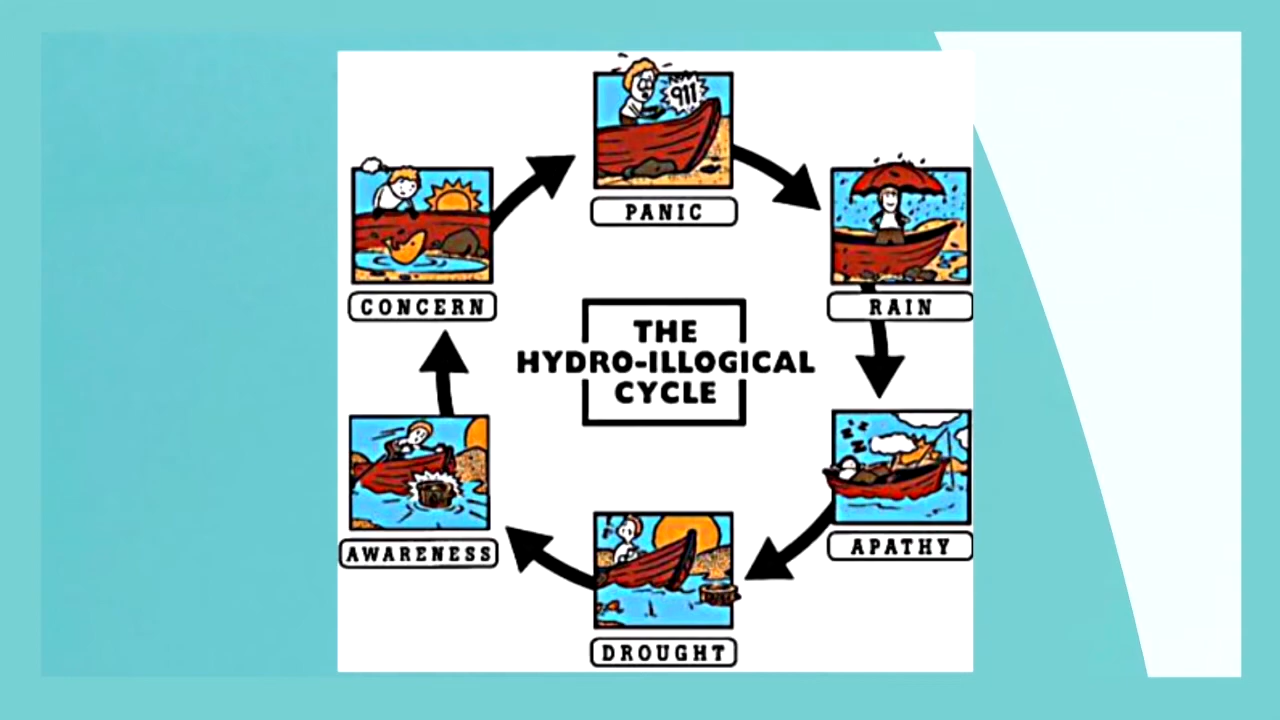 911
PANIC
RAIN
CONCERN
THE
HYDRO-ILLOGICAL
CYCLE
Z Z
Z
APATHY
AWARENESS
DROUGHT